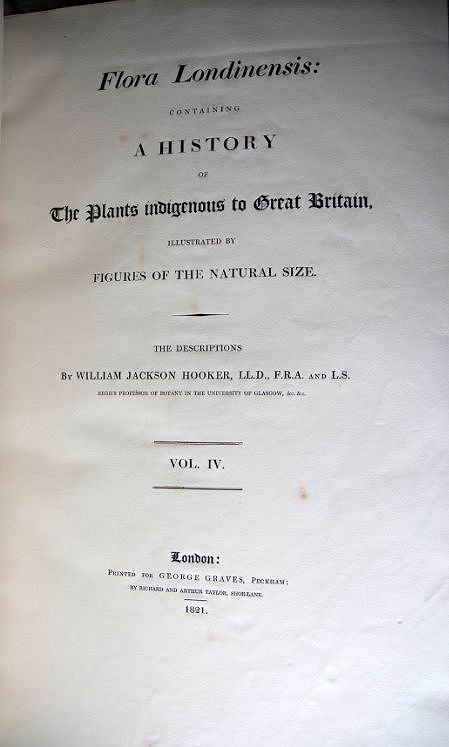 Flora Londinensis:
CONTAINING
A HISTORY
OF
The Plants indigenous to Great Britain,
ILLUSTRATED BY
FIGURES OF THE NATURAL SIZE.
THE DESCRIPTIONS
BY WILLIAM JACKSON HOOKER, LL.D., F.R.A. AND L.S.
REGIUS PROFESSOR OF BOTANY IN THE UNIVERSITY OF GLASGOW, &c. &c.
VOL. IV.
London:
PRINTED FOR GEORGE GRAVES, PECKHAM;
BY RICHARD AND ARTHUR TAYLOR, SHOE-LANE.
1821.